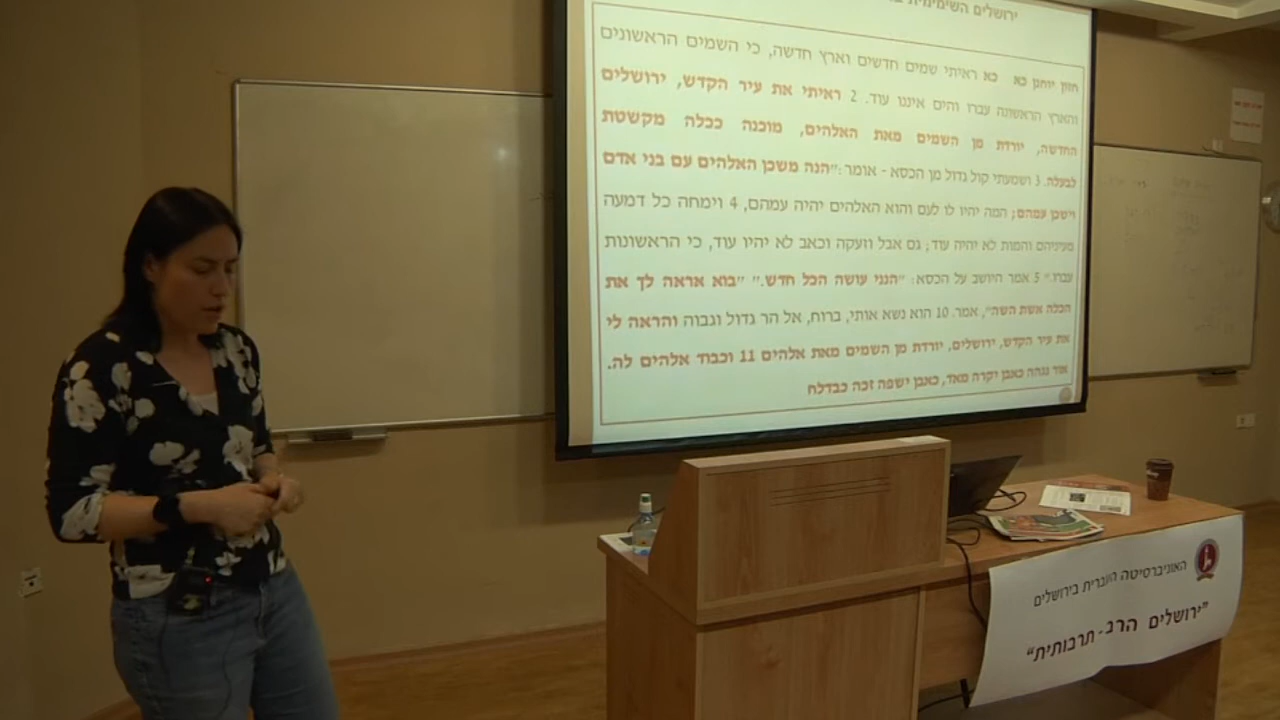 ירושלים השימימית
חזון יוחנן כא כא ראיתי שמים חדשים וארץ חדשה, כי השמים הראשונים
והארץ הראשונה עברו והים איננו עוד. 2 ראיתי את עיר הקדש, ירושלים
החדשה, יורדת מן השמים מאת האלהים, מוכנה ככלה מקשטת
לבעלה. 3 ושמעתי קול גדול מן הכסא - אומר: "הנה משכן האלהים עם בני אדם
וישכן עמהם; המה יהיו לו לעם והוא האלהים יהיה עמהם, 4 וימחה כל דמעה
מעיניהם והמות לא יהיה עוד; גם אבל וזעקה וכאב לא יהיו עוד, כי הראשונות
עברו." 5 אמר היושב על הכסא: "הנני עושה הכל חדש." "בוא אראה לך את
הכלה אשת השה", אמר. 10 הוא נשא אותי, ברוח, אל הר גדול וגבוה והראה לי
את עיר הקדש, ירושלים, יורדת מן השמים מאת אלהים 11 וכבוד אלהים לה.
אור נגהה כאבן יקרה מאד, כאבן ישפה זכה כבדלח
האוניברסיטה העברית בירושלים
"ירושלים הרב-תרבותית"